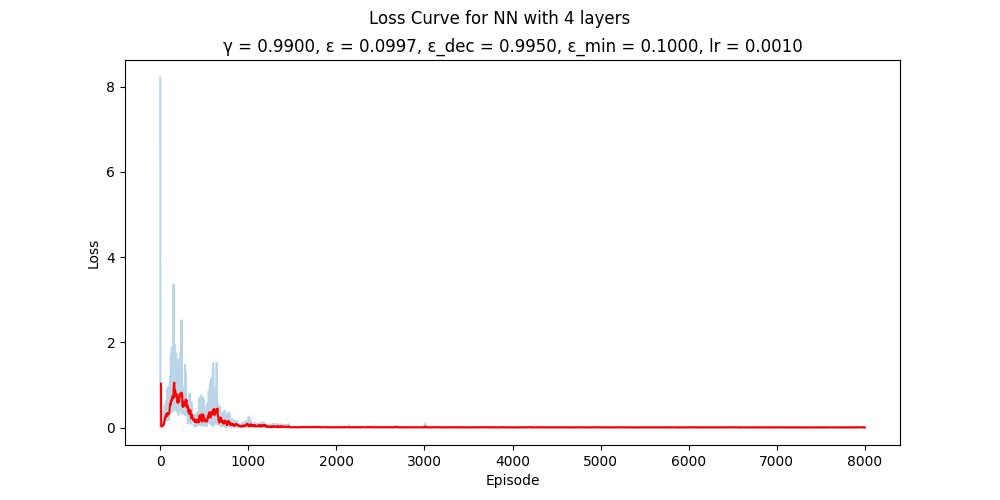 Loss Curve for NN with 4 layers
γ = 0.9900, ε = 0.0997, ε_dec = 0.9950, ε_min = 0.1000, lr = 0.0010
8
6
4
2
0
Loss
0 1000 2000 3000 4000 5000 6000 7000 8000
Episode